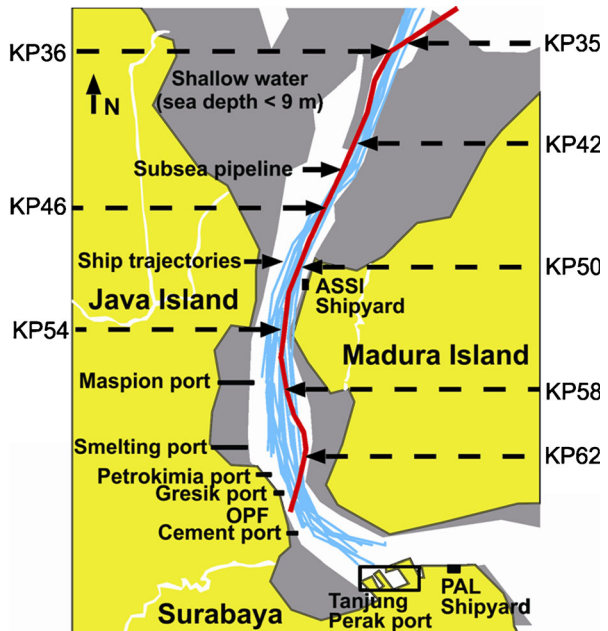 KP35
KP36
Shallow water
(sea depth < 9 m)
N
KP42
Subsea pipeline
KP46
Ship trajectories
KP50
ASSI
Shipyard
Java Island
KP54
Madura Island
Maspion port
KP58
Smelting port
KP62
Petrokimia port
Gresik port
OPF
Cement port
Tanjung
Perak port
PAL
Shipyard
Surabaya